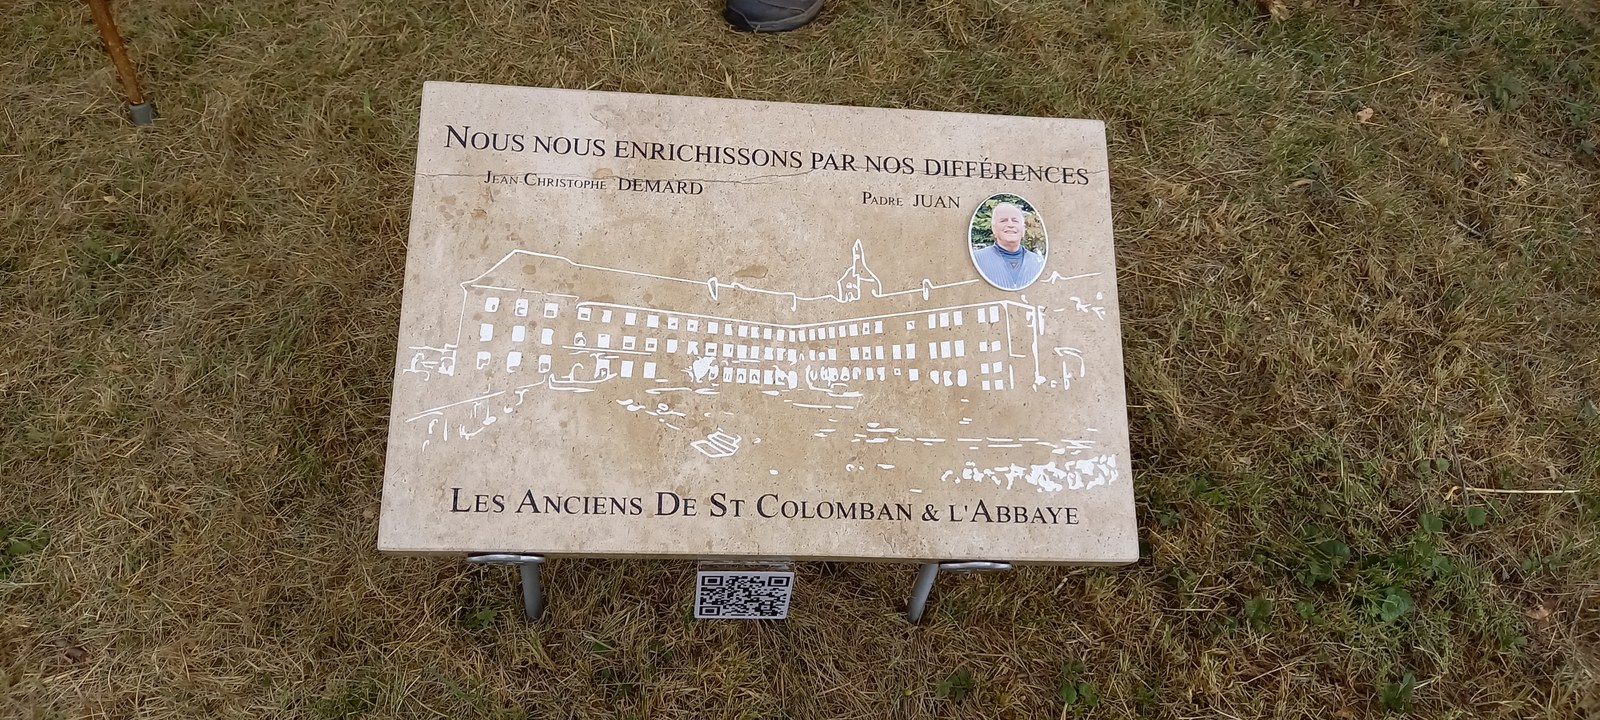 NOUS NOUS ENRICHISSONS PAR NOS DIFFÉRENCES
JEAN-CHRISTOPHE DEMARD
PADRE JUAN
LES ANCIENS DE ST COLOMBAN & L'ABBAYE